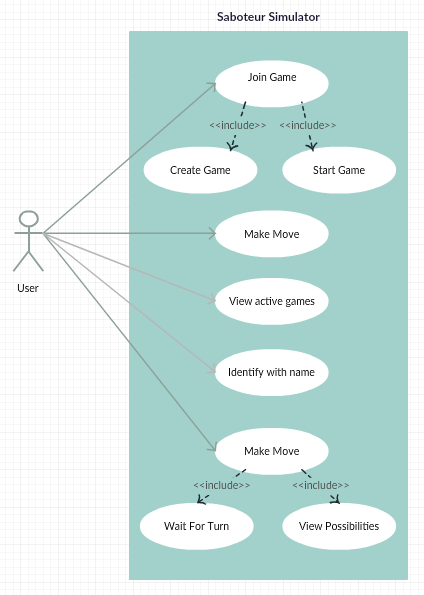 Saboteur Simulator
Join Game
<<include>> <<include>>
Create Game
Start Game
Make Move
User
View active games
Identify with name
Make Move
<<include>> <<include>>
Wait For Turn
View Possibilities